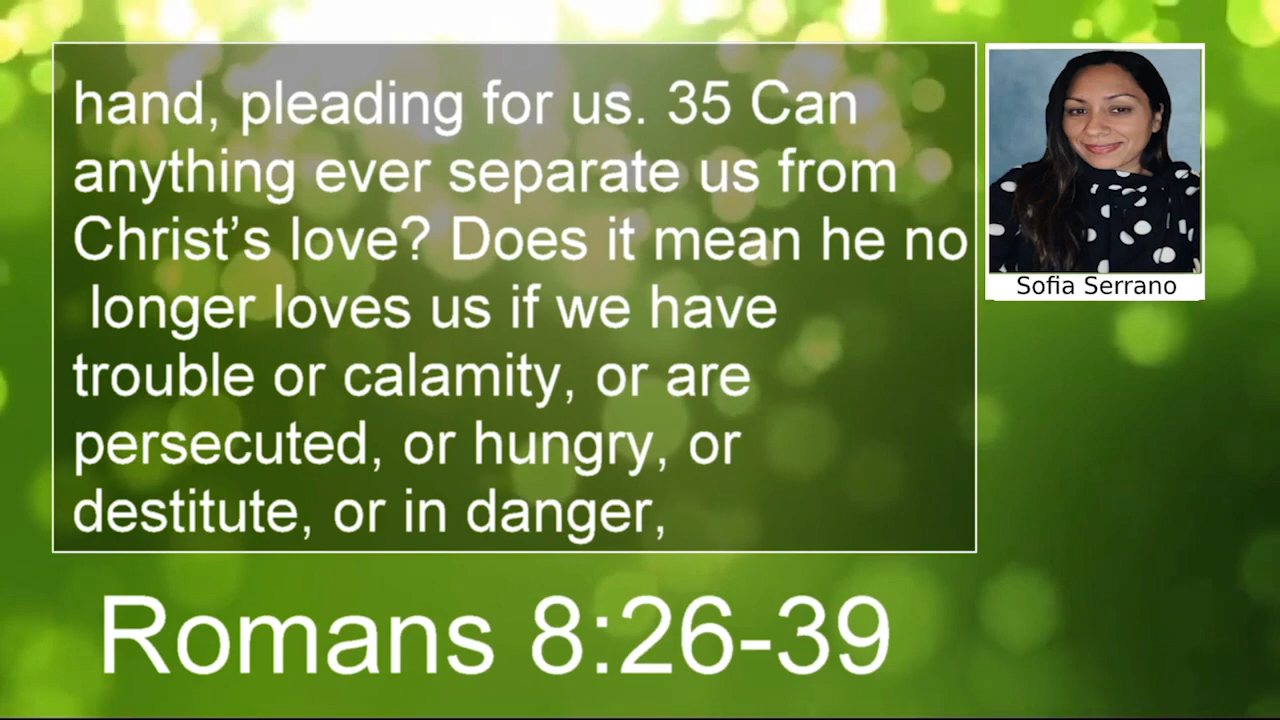 hand, pleading for us. 35 Can
anything ever separate us from
Christ’s love? Does it mean he no
longer loves us if we have
trouble or calamity, or are
persecuted, or hungry, or
destitute, or in danger,
Sofia Serrano
Romans 8:26-39